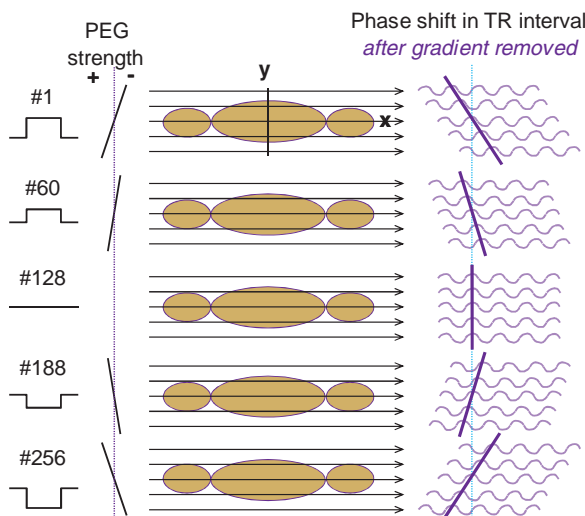 PEG
strength
+ -
Phase shift in TR interval
after gradient removed
#1
y
x
#60
#128
#188
#256